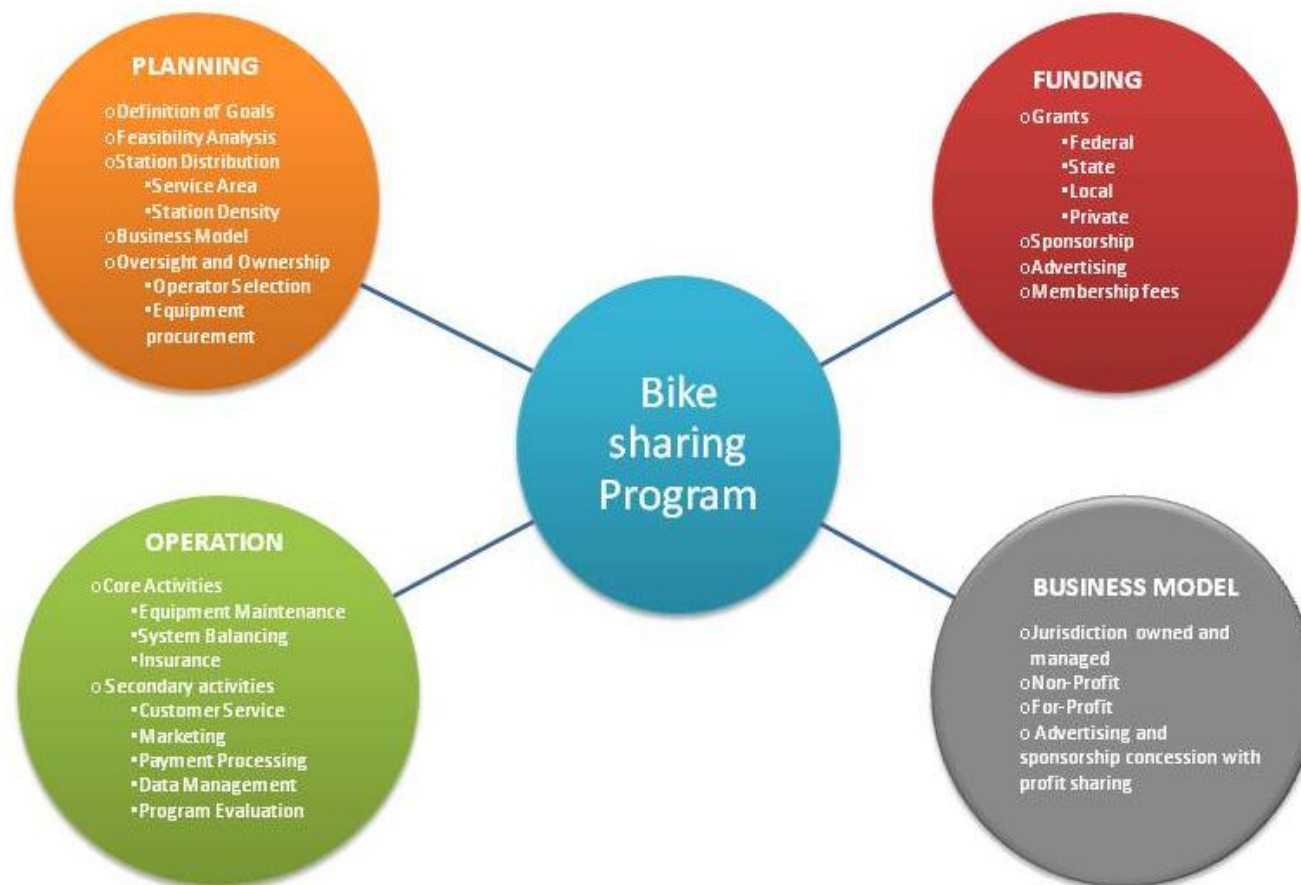 PLANNING
oDefinition of Goals
oFeasibility Analysis
oStation Distribution
▪Service Area
▪Station Density
oBusiness Model
oOversight and Ownership
▪Operator Selection
▪Equipment
procurement
FUNDING
oGrants
▪Federal
▪State
▪Local
▪Private
oSponsorship
oAdvertising
oMembership fees
Bike
sharing
Program
OPERATION
oCore Activities
▪Equipment Maintenance
▪System Balancing
▪Insurance
oSecondary activities
▪Customer Service
▪Marketing
▪Payment Processing
▪Data Management
▪Program Evaluation
BUSINESS MODEL
oJurisdiction owned and
managed
oNon-Profit
oFor-Profit
o Advertising and
sponsorship concession with
profit sharing